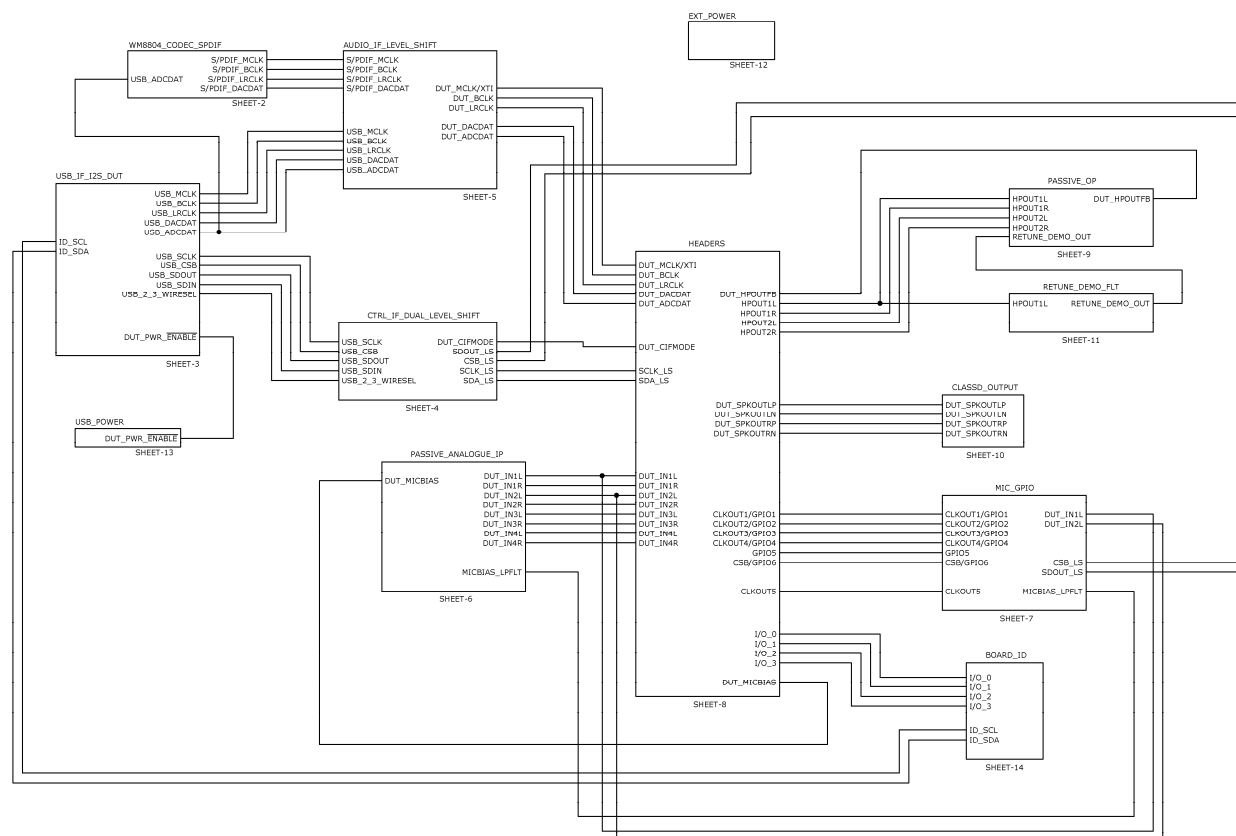 EXT_POWER
SHEET-12
WM8804_CODEC_SPDIF
USB_ADCDAT
S/PDIF_MCLK
S/PDIF_BCLK
S/PDIF_LRCLK
S/PDIF_DACDAT
SHEET-2
AUDIO_IF_LEVEL_SHIFT
S/PDIF_MCLK
S/PDIF_BCLK
S/PDIF_LRCLK
S/PDIF_DACDAT
USB_MCLK
USB_BCLK
USB_LRCLK
USB_DACDAT
USB_ADCDAT
DUT_MCLK/XTI
DUT_BCLK
DUT_LRCLK
DUT_DACDAT
DUT_ADCDAT
SHEET-5
USB_IF_I2S_DUT
ID_SCL
ID_SDA
USB_MCLK
USB_BCLK
USB_LRCLK
USB_DACDAT
USB_ADCDAT
USB_SCLK
USB_CSB
USB_SDOUT
USB_SDIN
USB_2_3_WIRESEL
DUT_PWR_ENABLE
SHEET-3
USB_POWER
DUT_PWR_ENABLE
SHEET-13
CTRL_IF_DUAL_LEVEL_SHIFT
USB_SCLK
USB_CSB
USB_SDOUT
USB_SDIN
USB_2_3_WIRESEL
DUT_CIFMODE
SDOUT_LS
CSB_LS
SCLK_LS
SDA_LS
SHEET-4
PASSIVE_ANALOGUE_IP
DUT_MICBIAS
DUT_IN1L
DUT_IN1R
DUT_IN2L
DUT_IN2R
DUT_IN3L
DUT_IN3R
DUT_IN4L
DUT_IN4R
MICBIAS_LPFLT
SHEET-6
HEADERS
DUT_MCLK/XTI
DUT_BCLK
DUT_LRCLK
DUT_DACDAT
DUT_ADCDAT
DUT_CIFMODE
SCLK_LS
SDA_LS
DUT_IN1L
DUT_IN1R
DUT_IN2L
DUT_IN2R
DUT_IN3L
DUT_IN3R
DUT_IN4L
DUT_IN4R
DUT_HPOUTFB
HPOUT1L
HPOUT1R
HPOUT2L
HPOUT2R
DUT_SPKOUTLP
DUT_SPKOUTLN
DUT_SPKOUTRP
DUT_SPKOUTRN
CLKOUT1/GPIO1
CLKOUT2/GPIO2
CLKOUT3/GPIO3
CLKOUT4/GPIO4
GPIO5
CSB/GPIO6
CLKOUT5
I/O_0
I/O_1
I/O_2
I/O_3
DUT_MICBIAS
SHEET-8
PASSIVE_OP
HPOUT1L
HPOUT1R
HPOUT2L
HPOUT2R
RETUNE_DEMO_OUT
DUT_HPOUTFB
SHEET-9
RETUNE_DEMO_FLT
HPOUT1L
RETUNE_DEMO_OUT
SHEET-11
CLASSD_OUTPUT
DUT_SPKOUTLP
DUT_SPKOUTLN
DUT_SPKOUTRP
DUT_SPKOUTRN
SHEET-10
MIC_GPIO
CLKOUT1/GPIO1
CLKOUT2/GPIO2
CLKOUT3/GPIO3
CLKOUT4/GPIO4
GPIO5
CSB/GPIO6
CLKOUT5
DUT_IN1L
DUT_IN2L
CSB_LS
SDOUT_LS
MICBIAS_LPFLT
SHEET-7
BOARD_ID
I/O_0
I/O_1
I/O_2
I/O_3
ID_SCL
ID_SDA
SHEET-14